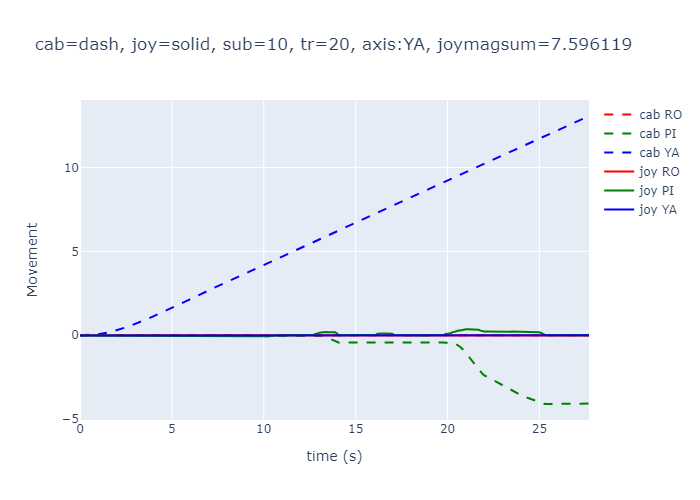 cab=dash, joy=solid, sub=10, tr=20, axis:YA, joymagsum=7.596119
cab RO
cab PI
cab YA
joy RO
joy PI
joy YA
Movement
10
5
0
−5
0
5
10
15
20
25
time (s)